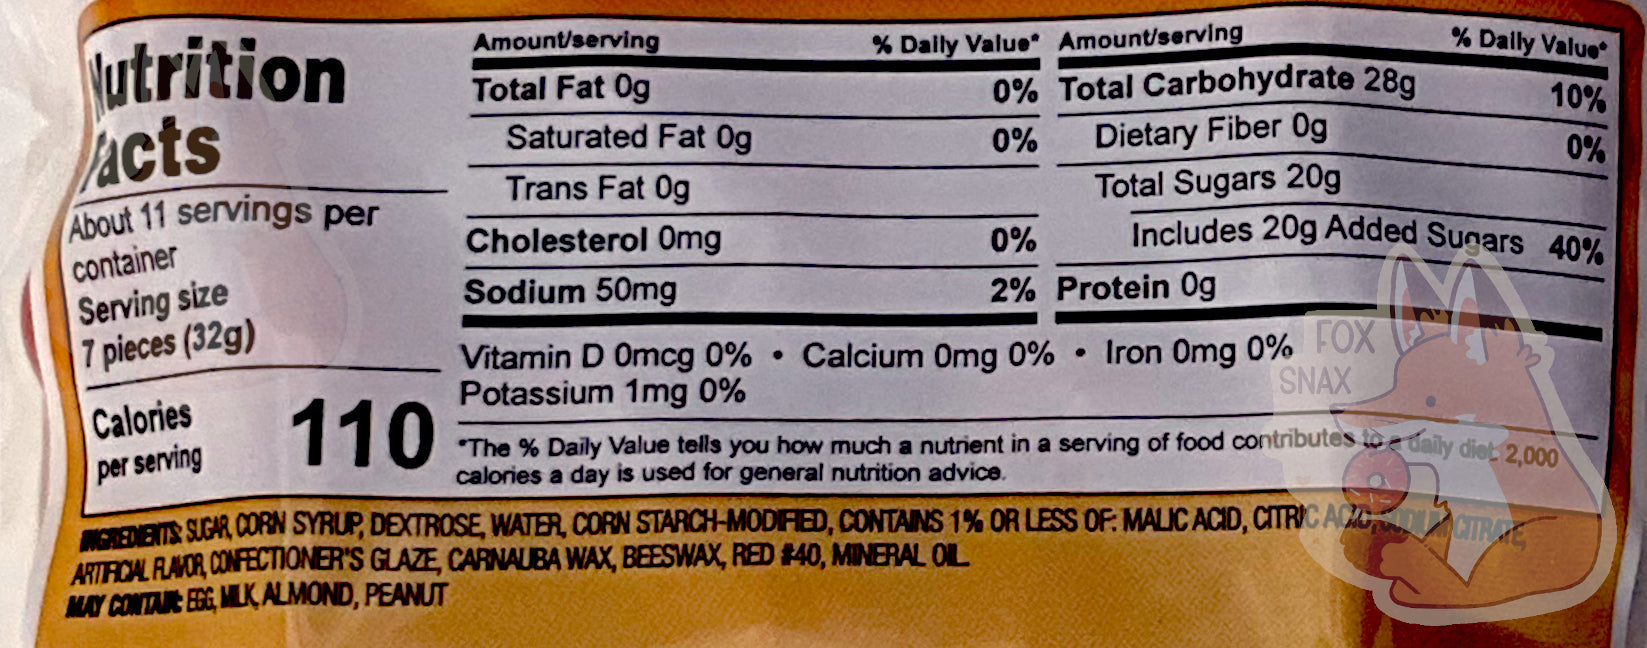 Nutrition
Facts
About 11 servings per
container
Serving size
7 pieces (32g)
Calories
per serving
110
Amount/serving % Daily Value*
Total Fat 0g 0%
Saturated Fat 0g 0%
Trans Fat 0g
Cholesterol 0mg 0%
Sodium 50mg 2%
Amount/serving % Daily Value*
Total Carbohydrate 28g 10%
Dietary Fiber 0g 0%
Total Sugars 20g
Includes 20g Added Sugars 40%
Protein 0g
Vitamin D 0mcg 0% • Calcium 0mg 0% • Iron 0mg 0%
Potassium 1mg 0%
*The % Daily Value tells you how much a nutrient in a serving of food contributes to a daily diet. 2,000
calories a day is used for general nutrition advice.
INGREDIENTS: SUGAR, CORN SYRUP, DEXTROSE, WATER, CORN STARCH-MODIFIED, CONTAINS 1% OR LESS OF: MALIC ACID, CITRIC ACID, SODIUM CITRATE,
ARTIFICIAL FLAVOR, CONFECTIONER'S GLAZE, CARNAUBA WAX, BEESWAX, RED #40, MINERAL OIL
MAY CONTAIN: EGG, MILK, ALMOND, PEANUT
FOX
SNAX